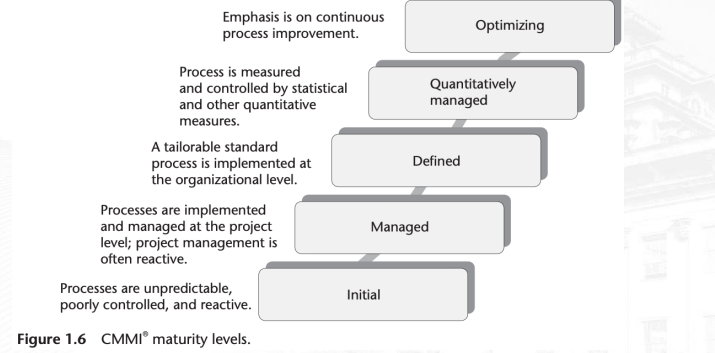 Emphasis is on continuous
process improvement.
Optimizing
Process is measured
and controlled by statistical
and other quantitative
measures.
Quantitatively
managed
A tailorable standard
process is implemented at
the organizational level.
Defined
Processes are implemented
and managed at the project
level; project management is
often reactive.
Managed
Processes are unpredictable,
poorly controlled, and reactive.
Initial
Figure 1.6 CMMI® maturity levels.